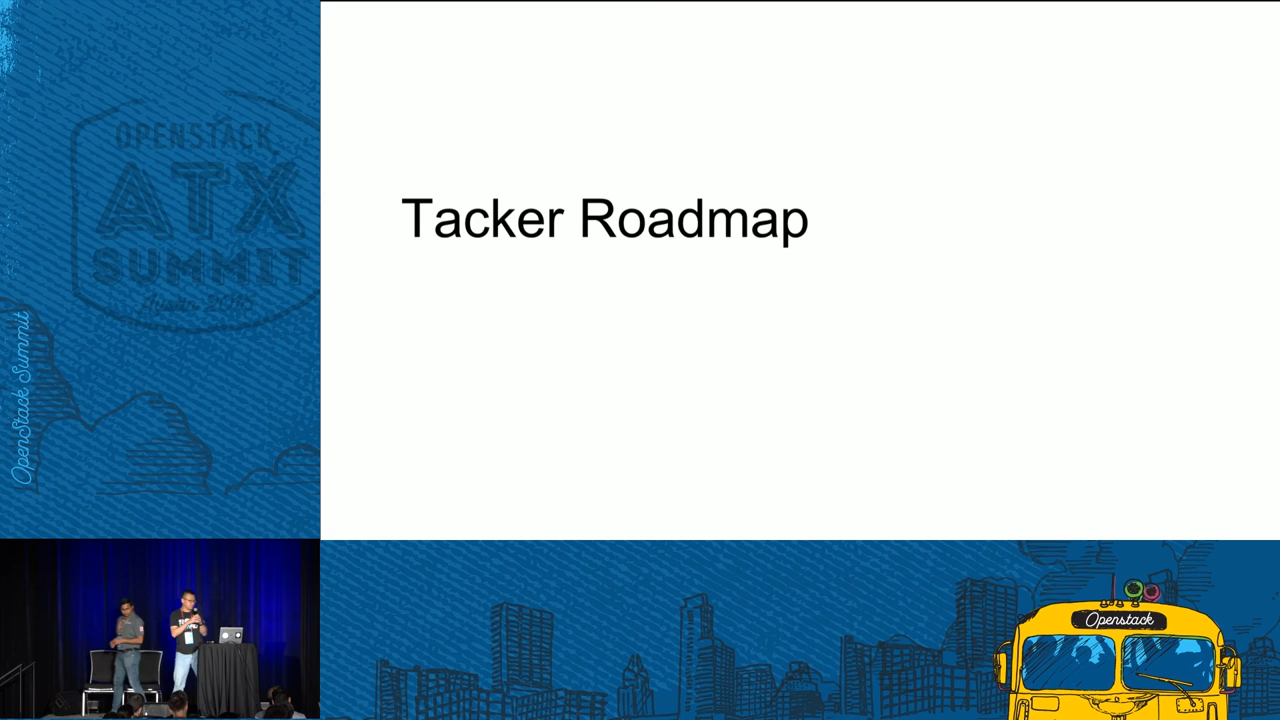 OPENSTACK
ATX
SUMMIT
Austin 2016
OpenStack Summit
Tacker Roadmap
Openstack